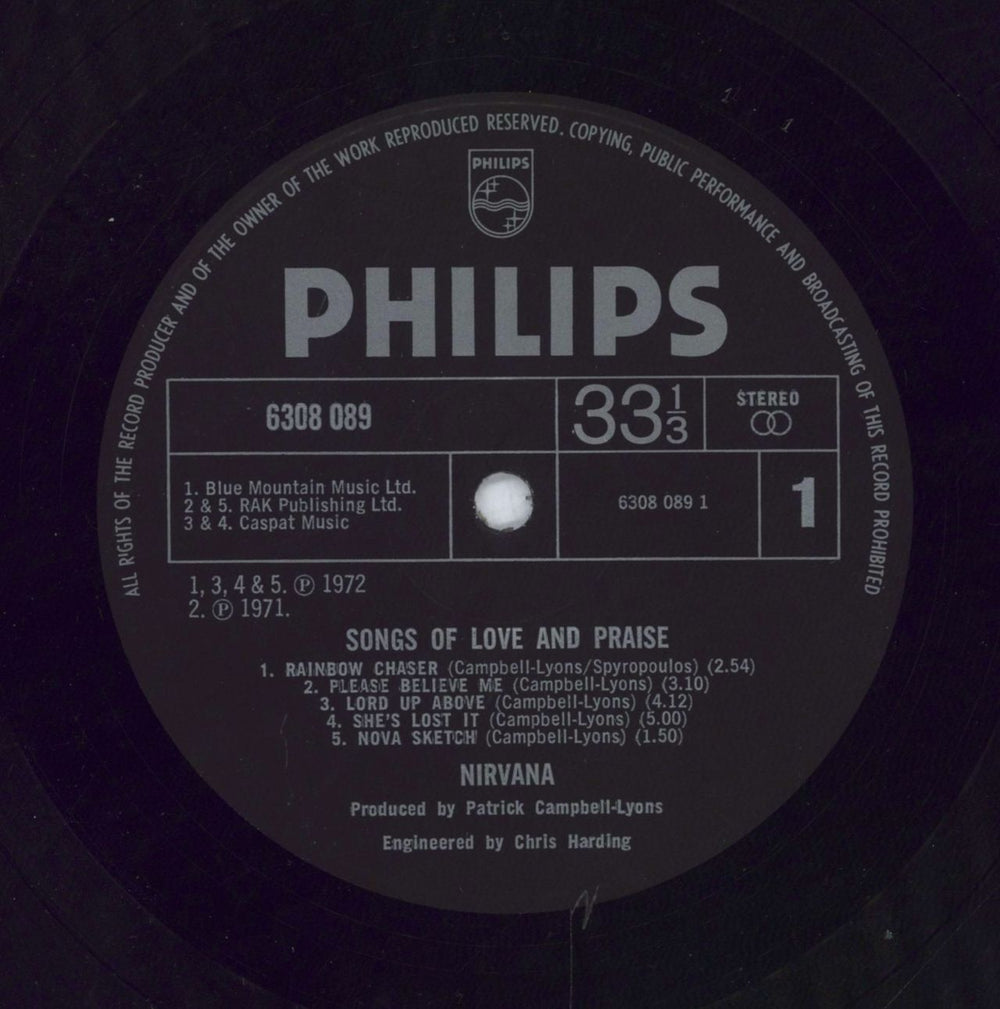 ALL RIGHTS OF THE RECORD PRODUCER AND OF THE OWNER OF THE WORK REPRODUCED RESERVED. COPYING, PUBLIC PERFORMANCE AND BROADCASTING OF THIS RECORD PROHIBITED
PHILIPS
PHILIPS
6308 089
33 1/3
STEREO
1. Blue Mountain Music Ltd.
2 & 5. RAK Publishing Ltd.
3 & 4. Caspat Music
6308 089 1
1
1, 3, 4 & 5. ℗ 1972
2. ℗ 1971.
SONGS OF LOVE AND PRAISE
1. RAINBOW CHASER (Campbell-Lyons/Spyropoulos) (2.54)
2. PLEASE BELIEVE ME (Campbell-Lyons) (3.10)
3. LORD UP ABOVE (Campbell-Lyons) (4.12)
4. SHE'S LOST IT (Campbell-Lyons) (5.00)
5. NOVA SKETCH (Campbell-Lyons) (1.50)
NIRVANA
Produced by Patrick Campbell-Lyons
Engineered by Chris Harding